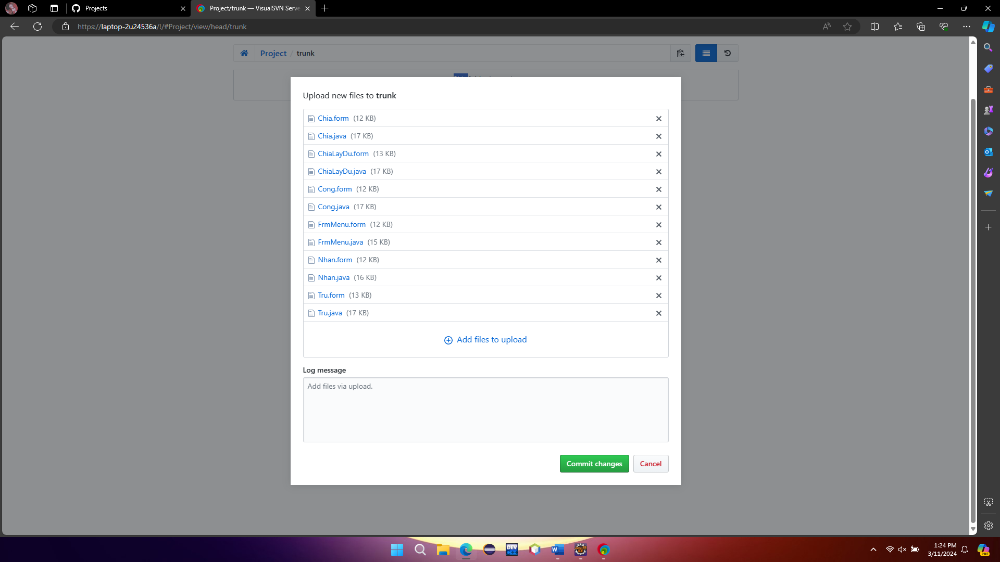 Projects
Project/trunk — VisualSVN Serve
https://laptop-2u24536a/!/#Project/view/head/trunk
Project / trunk
Upload new files to trunk
Chia.form (12 KB)
Chia.java (17 KB)
ChiaLayDu.form (13 KB)
ChiaLayDu.java (17 KB)
Cong.form (12 KB)
Cong.java (17 KB)
FrmMenu.form (12 KB)
FrmMenu.java (15 KB)
Nhan.form (12 KB)
Nhan.java (16 KB)
Tru.form (13 KB)
Tru.java (17 KB)
Add files to upload
Log message
Add files via upload.
Commit changes
Cancel
DEV
1:24 PM
3/11/2024
PRE